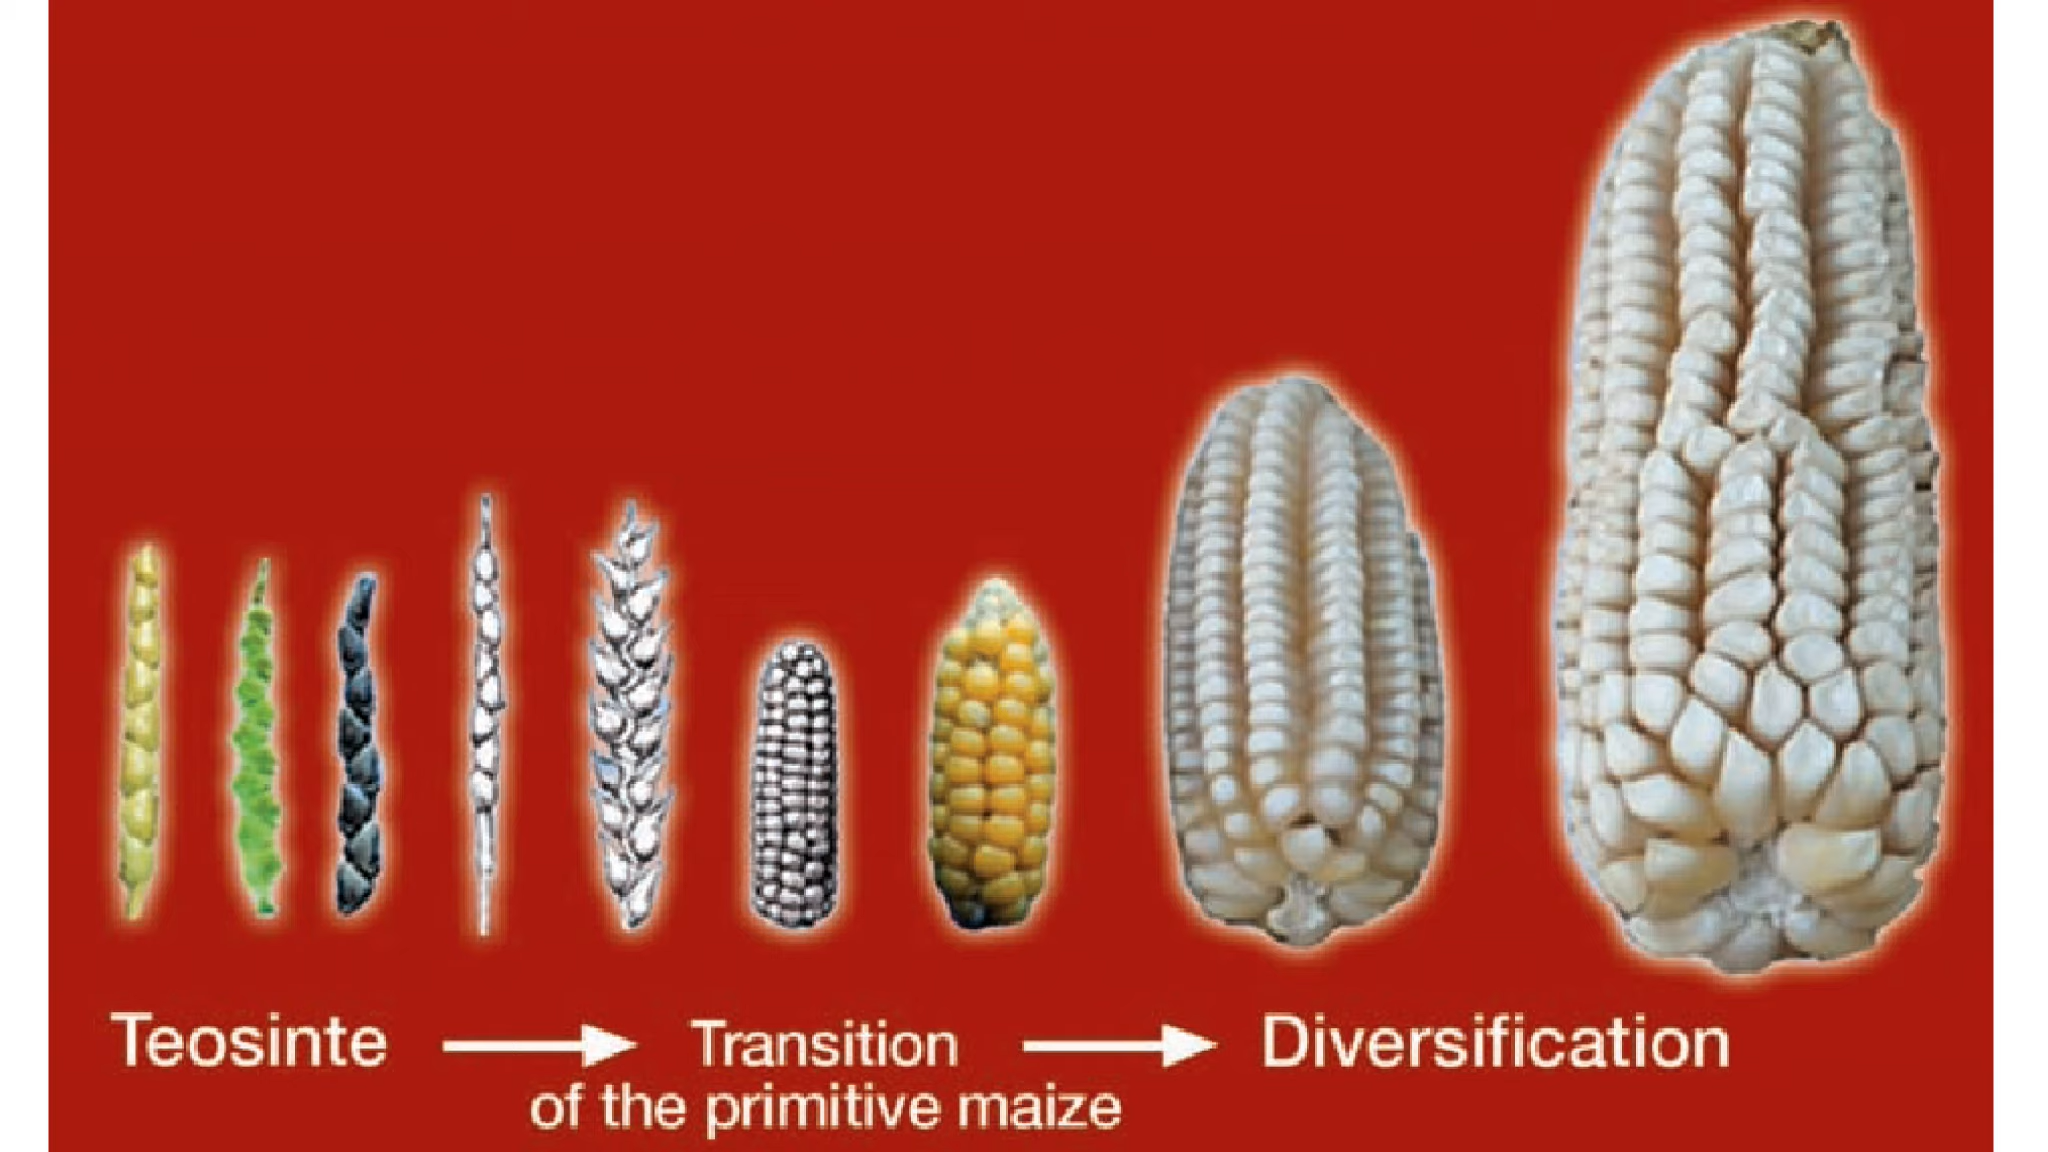 Teosinte → Transition → Diversification
of the primitive maize